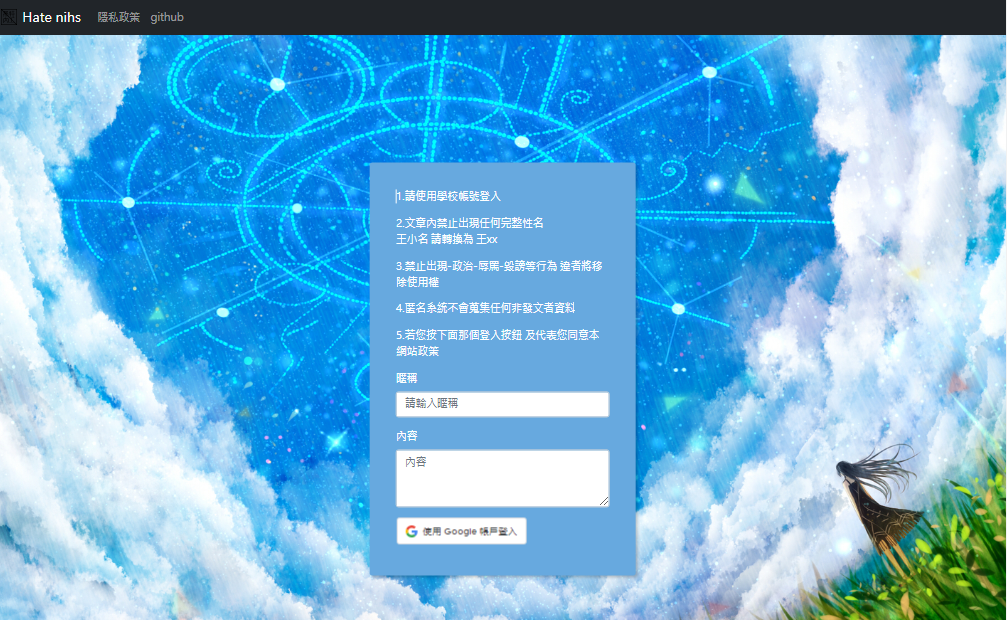 Hate nihs 隱私政策 github
1.請使用學校帳號登入
2.文章內禁止出現任何完整性名
王小名 請轉換為 王xx
3.禁止出現-政治-辱罵-毀謗等行為 違者將移
除使用權
4.匿名系統不會蒐集任何非發文者資料
5.若您按下面那個登入按鈕 及代表您同意本
網站政策
暱稱
請輸入暱稱
內容
內容
使用 Google 帳戶登入